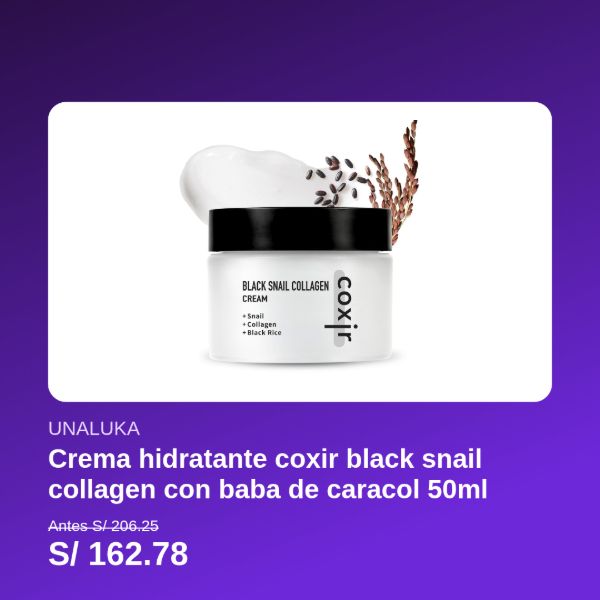 BLACK SNAIL COLLAGEN
CREAM
+Snail
+Collagen
+Black Rice
coxir
UNALUKA
Crema hidratante coxir black snail
collagen con baba de caracol 50ml
Antes S/ 206.25
S/ 162.78